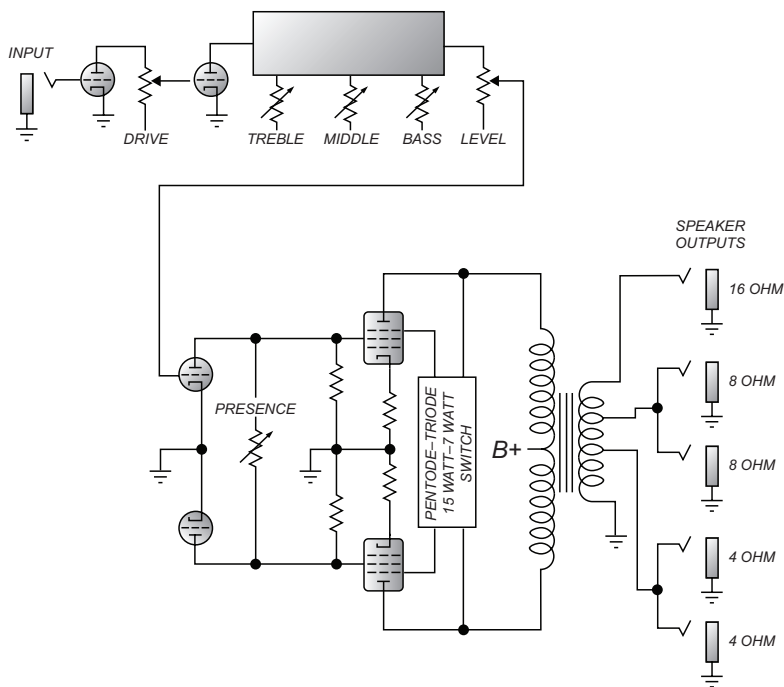 INPUT
DRIVE
TREBLE
MIDDLE
BASS
LEVEL
SPEAKER
OUTPUTS
16 OHM
8 OHM
PRESENCE
PENTODE–TRIODE
15 WATT–7 WATT
SWITCH
B+
8 OHM
4 OHM
4 OHM